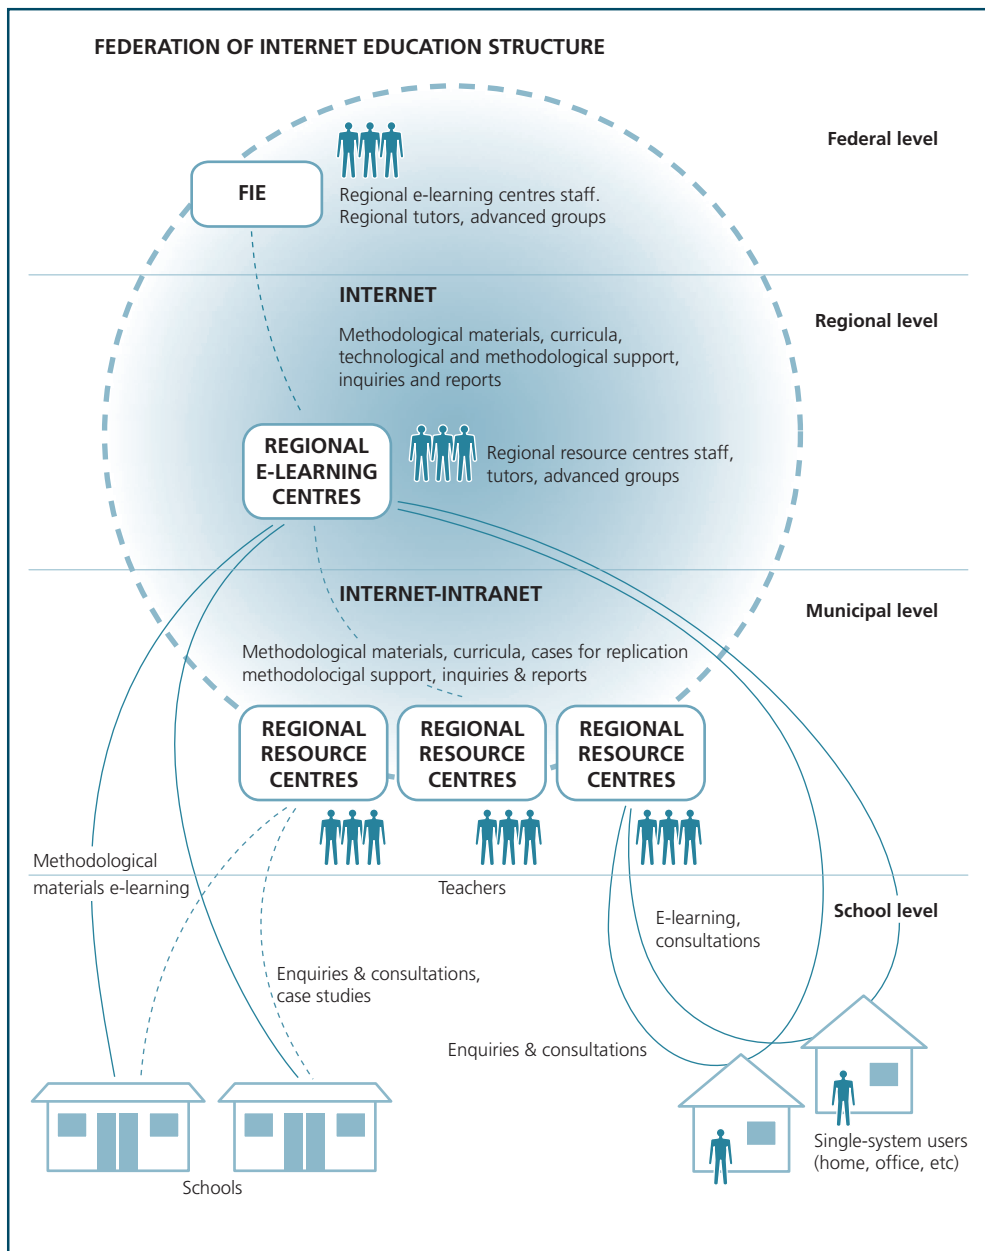 FEDERATION OF INTERNET EDUCATION STRUCTURE
Federal level
FIE
Regional e-learning centres staff.
Regional tutors, advanced groups
INTERNET
Regional level
Methodological materials, curricula,
technological and methodological support,
inquiries and reports
REGIONAL
E-LEARNING
CENTRES
Regional resource centres staff,
tutors, advanced groups
INTERNET-INTRANET
Municipal level
Methodological materials, curricula, cases for replication
methodolocigal support, inquiries & reports
REGIONAL
RESOURCE
CENTRES
REGIONAL
RESOURCE
CENTRES
REGIONAL
RESOURCE
CENTRES
Methodological
materials e-learning
Teachers
School level
E-learning,
consultations
Enquiries & consultations,
case studies
Enquiries & consultations
Schools
Single-system users
(home, office, etc)